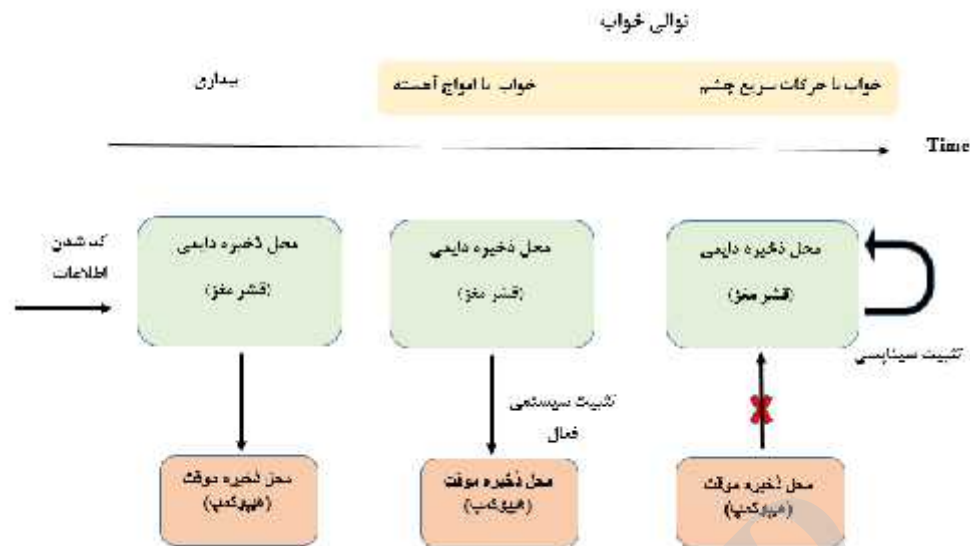 توالی خواب
بیداری
خواب با امواج آهسته
خواب با حرکات سریع چشم
Time
کد شدن
اطلاعات
محل ذخیره دایمی
(قشر مغز)
محل ذخیره دایمی
(قشر مغز)
محل ذخیره دایمی
(قشر مغز)
تثبیت سیناپسی
تثبیت سیستمی
فعال
محل ذخیره موقت
(هیپوکمپ)
محل ذخیره موقت
(هیپوکمپ)
محل ذخیره موقت
(هیپوکمپ)